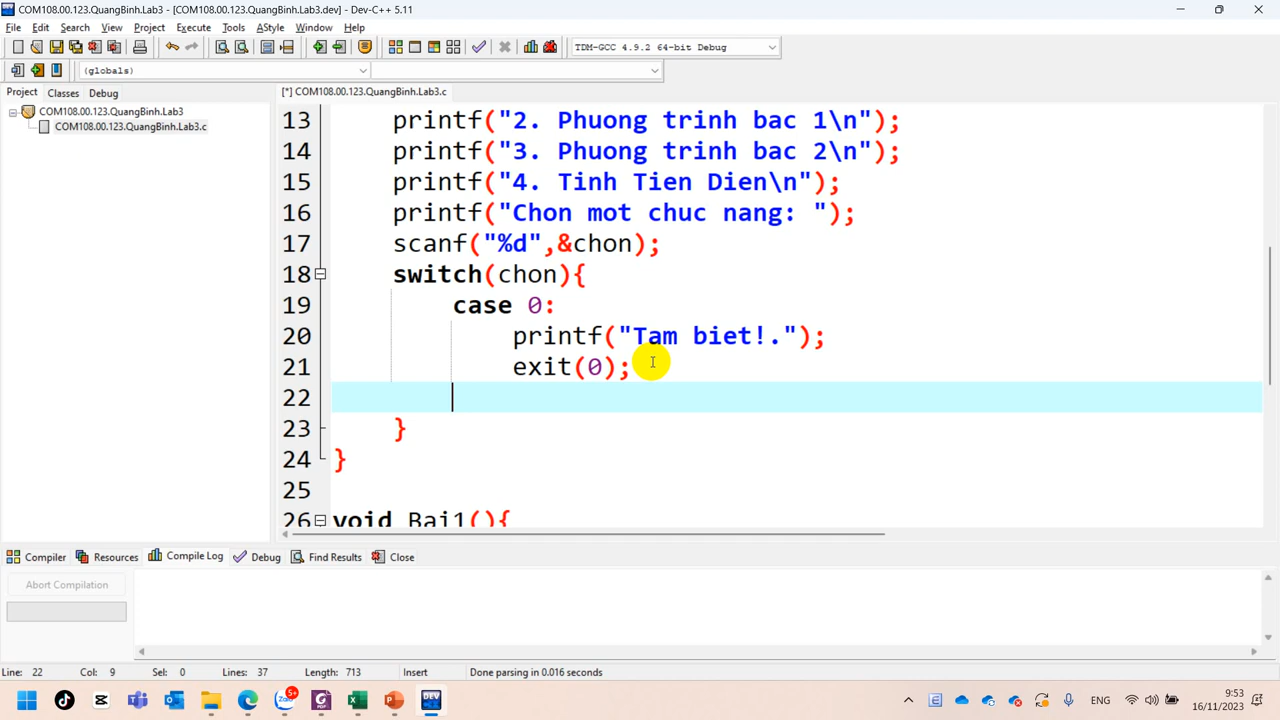 COM108.00.123.QuangBinh.Lab3 - [COM108.00.123.QuangBinh.Lab3.dev] - Dev-C++ 5.11
File Edit Search View Project Execute Tools AStyle Window Help
TDM-GCC 4.9.2 64-bit Debug
(globals)
Project Classes Debug
[*] COM108.00.123.QuangBinh.Lab3.c
COM108.00.123.QuangBinh.Lab3
COM108.00.123.QuangBinh.Lab3.c
13 printf("2. Phuong trinh bac 1\n");
14 printf("3. Phuong trinh bac 2\n");
15 printf("4. Tinh Tien Dien\n");
16 printf("Chon mot chuc nang: ");
17 scanf("%d",&chon);
18 switch(chon){
19 case 0:
20 printf("Tam biet!.");
21 exit(0);
22
23 }
24 }
25
26 void Bai1(){
Compiler Resources Compile Log Debug Find Results Close
Abort Compilation
Line: 22 Col: 9 Sel: 0 Lines: 37 Length: 713 Insert Done parsing in 0.016 seconds
5+
DEV
ENG
9:53
16/11/2023